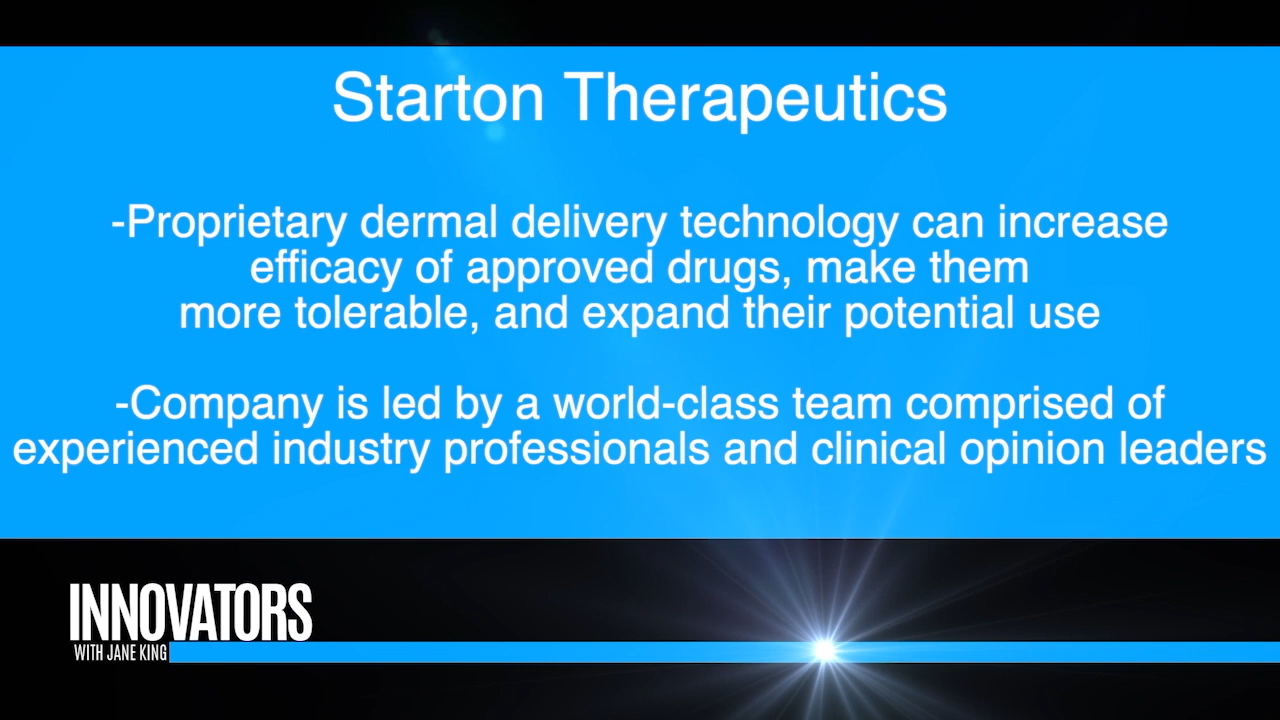 Starton Therapeutics
-Proprietary dermal delivery technology can increase
efficacy of approved drugs, make them
more tolerable, and expand their potential use
-Company is led by a world-class team comprised of
experienced industry professionals and clinical opinion leaders
INNOVATORS
WITH JANE KING